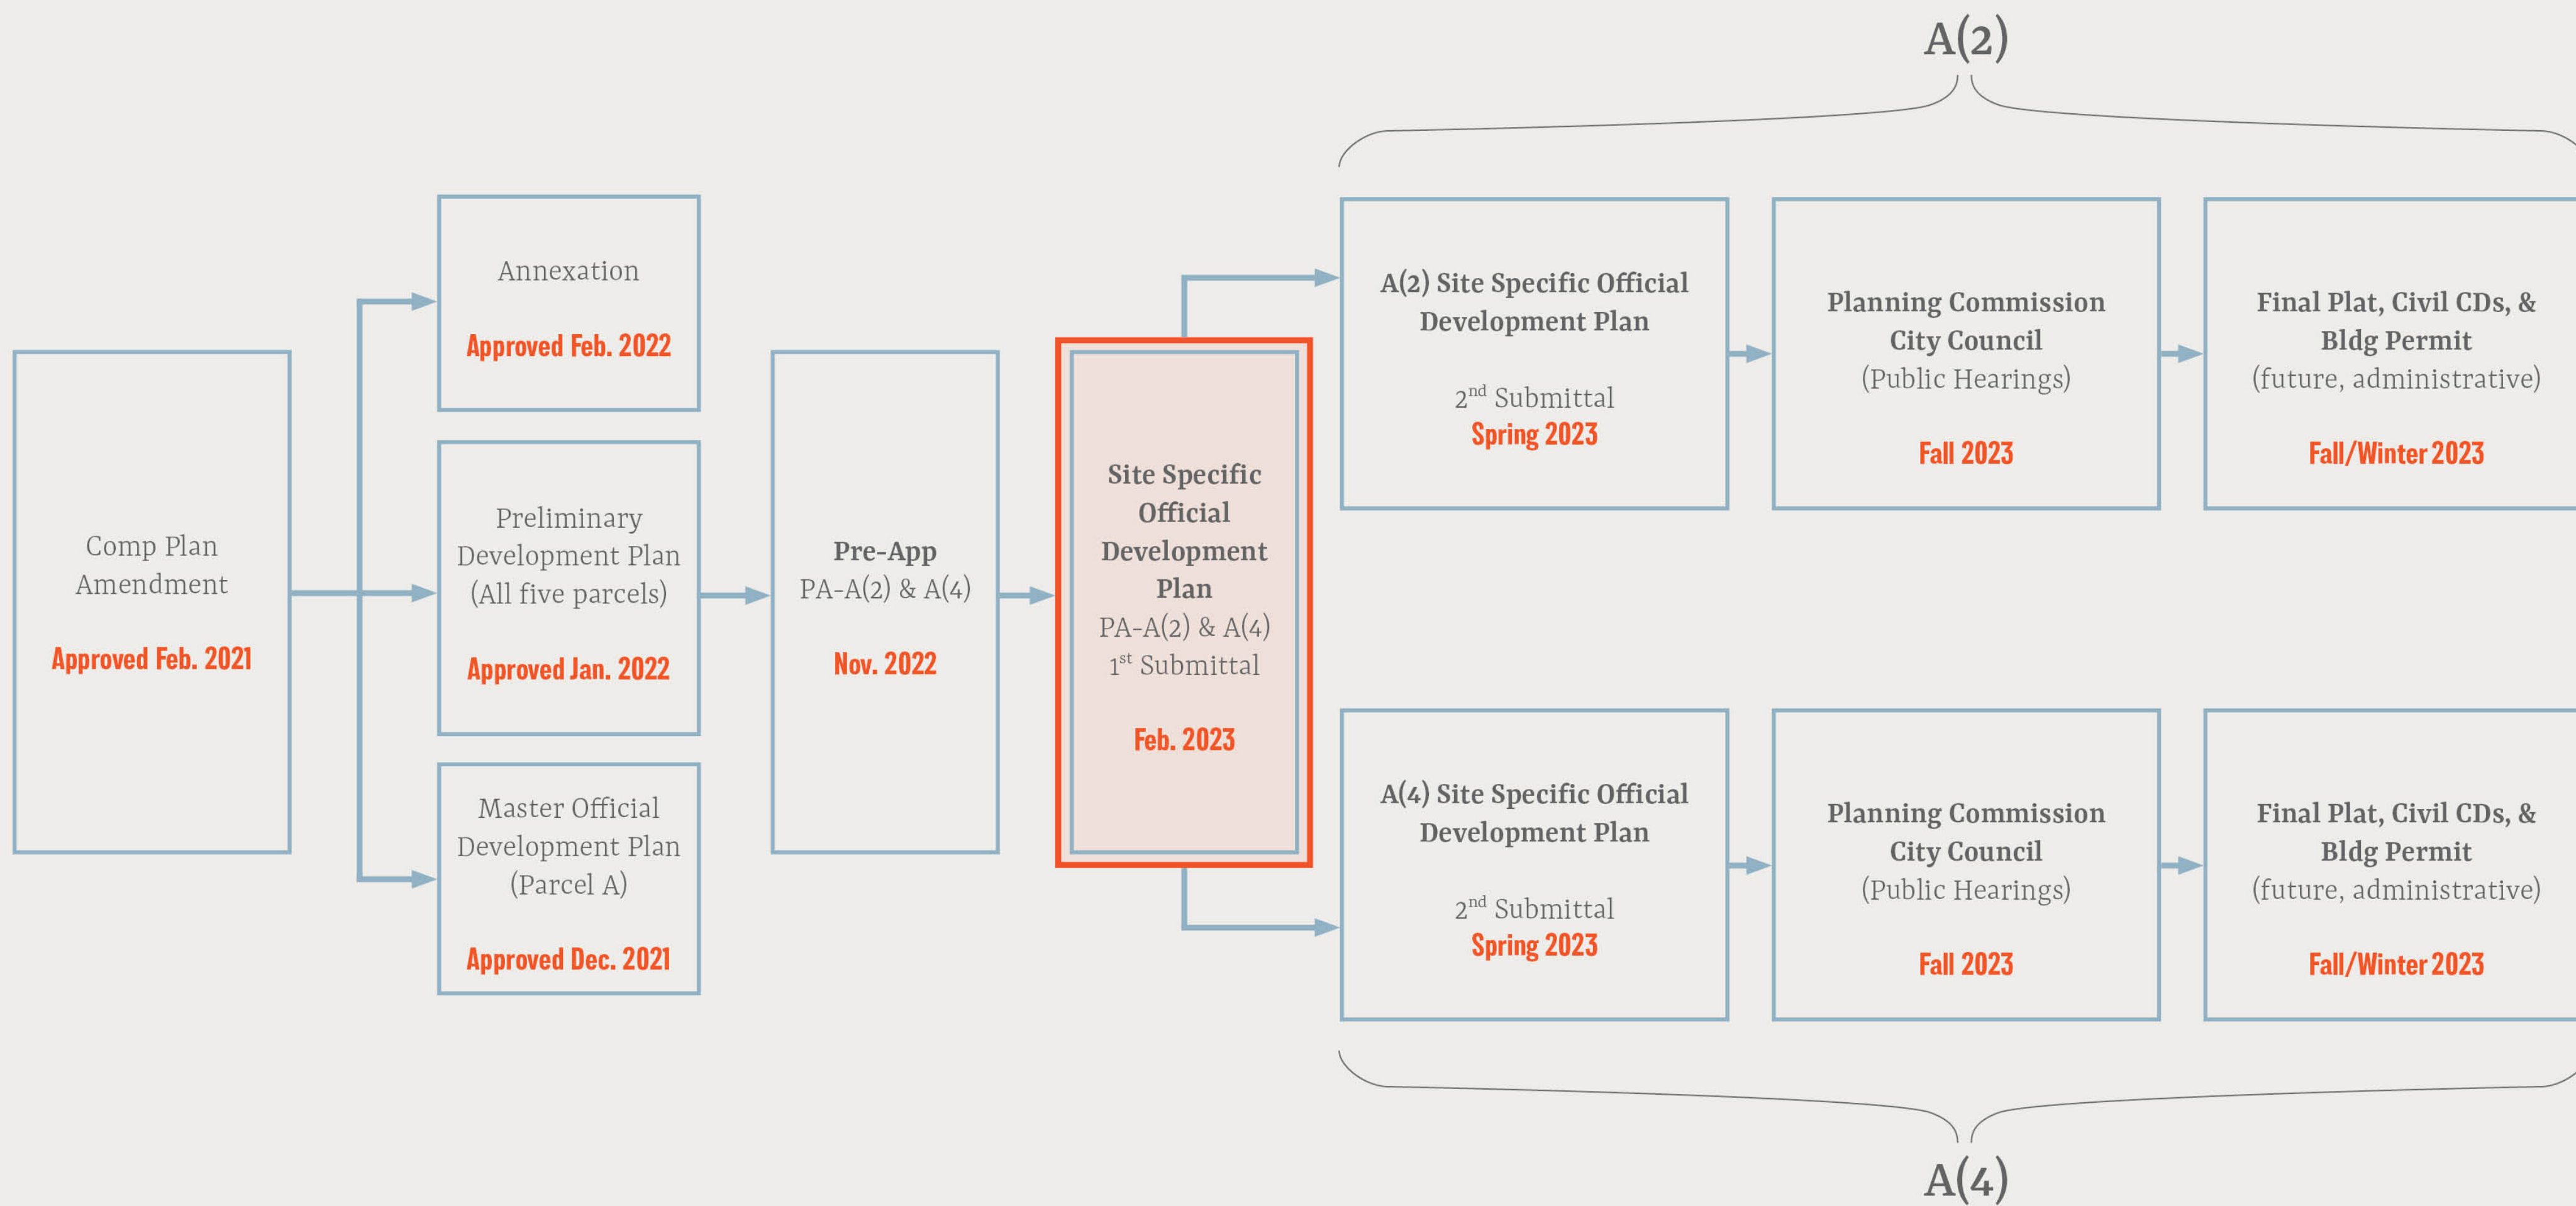 A(2)
Comp Plan
Amendment
Approved Feb. 2021
Annexation
Approved Feb. 2022
Preliminary
Development Plan
(All five parcels)
Approved Jan. 2022
Master Official
Development Plan
(Parcel A)
Approved Dec. 2021
Pre-App
PA-A(2) & A(4)
Nov. 2022
Site Specific
Official
Development
Plan
PA-A(2) & A(4)
1st Submittal
Feb. 2023
A(2) Site Specific Official
Development Plan
2nd Submittal
Spring 2023
Planning Commission
City Council
(Public Hearings)
Fall 2023
Final Plat, Civil CDs, &
Bldg Permit
(future, administrative)
Fall/Winter 2023
A(4) Site Specific Official
Development Plan
2nd Submittal
Spring 2023
Planning Commission
City Council
(Public Hearings)
Fall 2023
Final Plat, Civil CDs, &
Bldg Permit
(future, administrative)
Fall/Winter 2023
A(4)